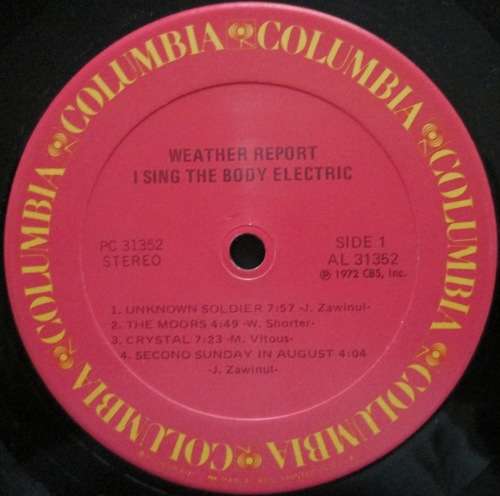 COLUMBIA COLUMBIA COLUMBIA COLUMBIA COLUMBIA COLUMBIA
WEATHER REPORT
I SING THE BODY ELECTRIC
PC 31352
STEREO
SIDE 1
AL 31352
℗ 1972 CBS, Inc.
1. UNKNOWN SOLDIER 7:57 -J. Zawinul-
2. THE MOORS 4:49 -W. Shorter-
3. CRYSTAL 7:23 -M. Vitous-
4. SECOND SUNDAY IN AUGUST 4:04
-J. Zawinul-